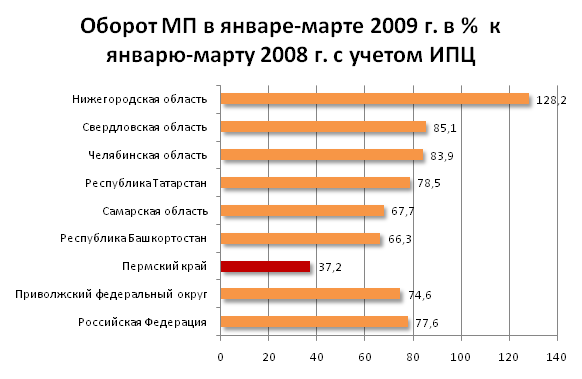 Оборот МП в январе-марте 2009 г. в % к
январю-марту 2008 г. с учетом ИПЦ
Нижегородская область 128,2
Свердловская область 85,1
Челябинская область 83,9
Республика Татарстан 78,5
Самарская область 67,7
Республика Башкортостан 66,3
Пермский край 37,2
Приволжский федеральный округ 74,6
Российская Федерация 77,6
0 20 40 60 80 100 120 140